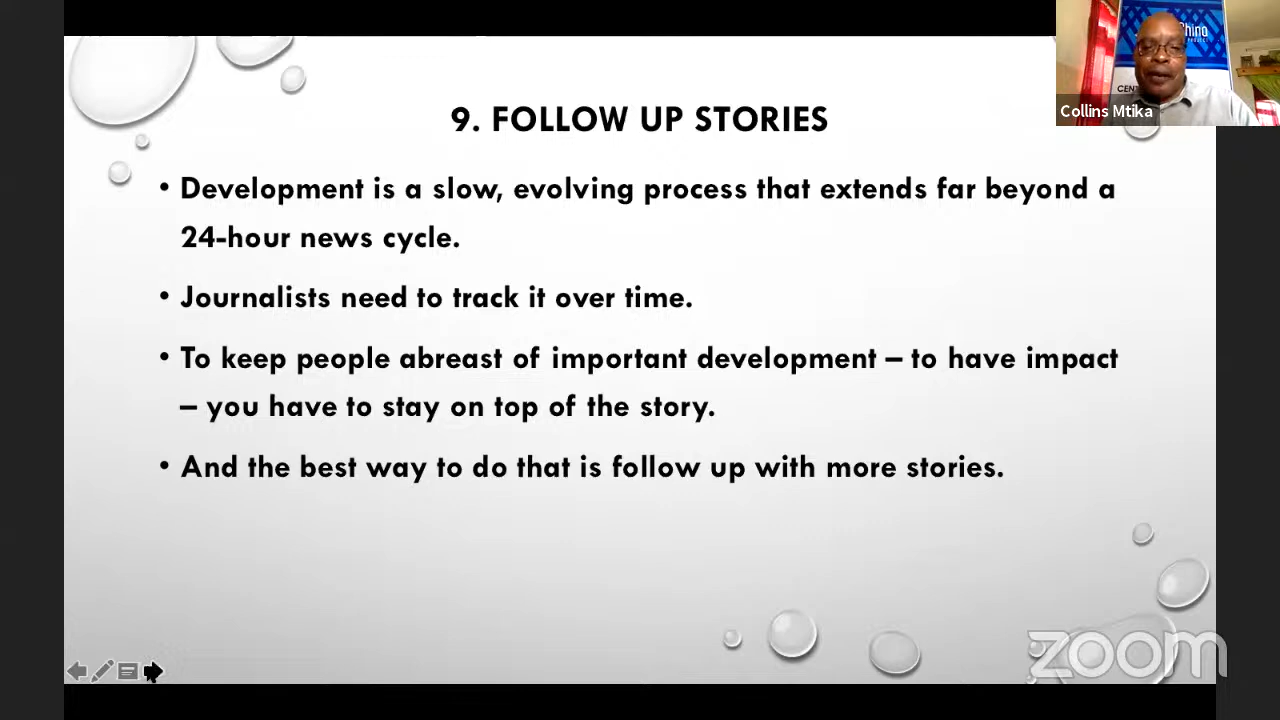 9. FOLLOW UP STORIES
• Development is a slow, evolving process that extends far beyond a
24-hour news cycle.
• Journalists need to track it over time.
• To keep people abreast of important development – to have impact
– you have to stay on top of the story.
• And the best way to do that is follow up with more stories.
Collins Mtika
zoom